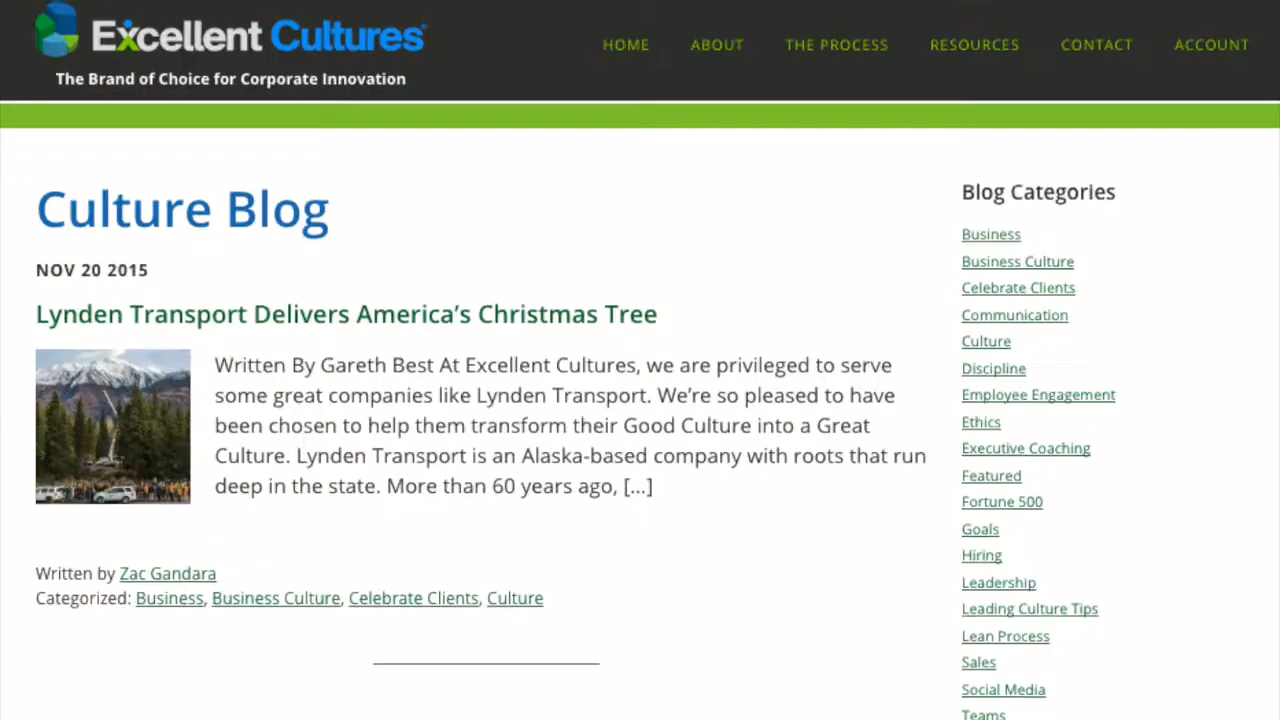 Excellent Cultures
The Brand of Choice for Corporate Innovation
HOME ABOUT THE PROCESS RESOURCES CONTACT ACCOUNT
Culture Blog
NOV 20 2015
Lynden Transport Delivers America's Christmas Tree
Written By Gareth Best At Excellent Cultures, we are privileged to serve
some great companies like Lynden Transport. We're so pleased to have
been chosen to help them transform their Good Culture into a Great
Culture. Lynden Transport is an Alaska-based company with roots that run
deep in the state. More than 60 years ago, [...]
Written by Zac Gandara
Categorized: Business, Business Culture, Celebrate Clients, Culture
Blog Categories
Business
Business Culture
Celebrate Clients
Communication
Culture
Discipline
Employee Engagement
Ethics
Executive Coaching
Featured
Fortune 500
Goals
Hiring
Leadership
Leading Culture Tips
Lean Process
Sales
Social Media
Teams